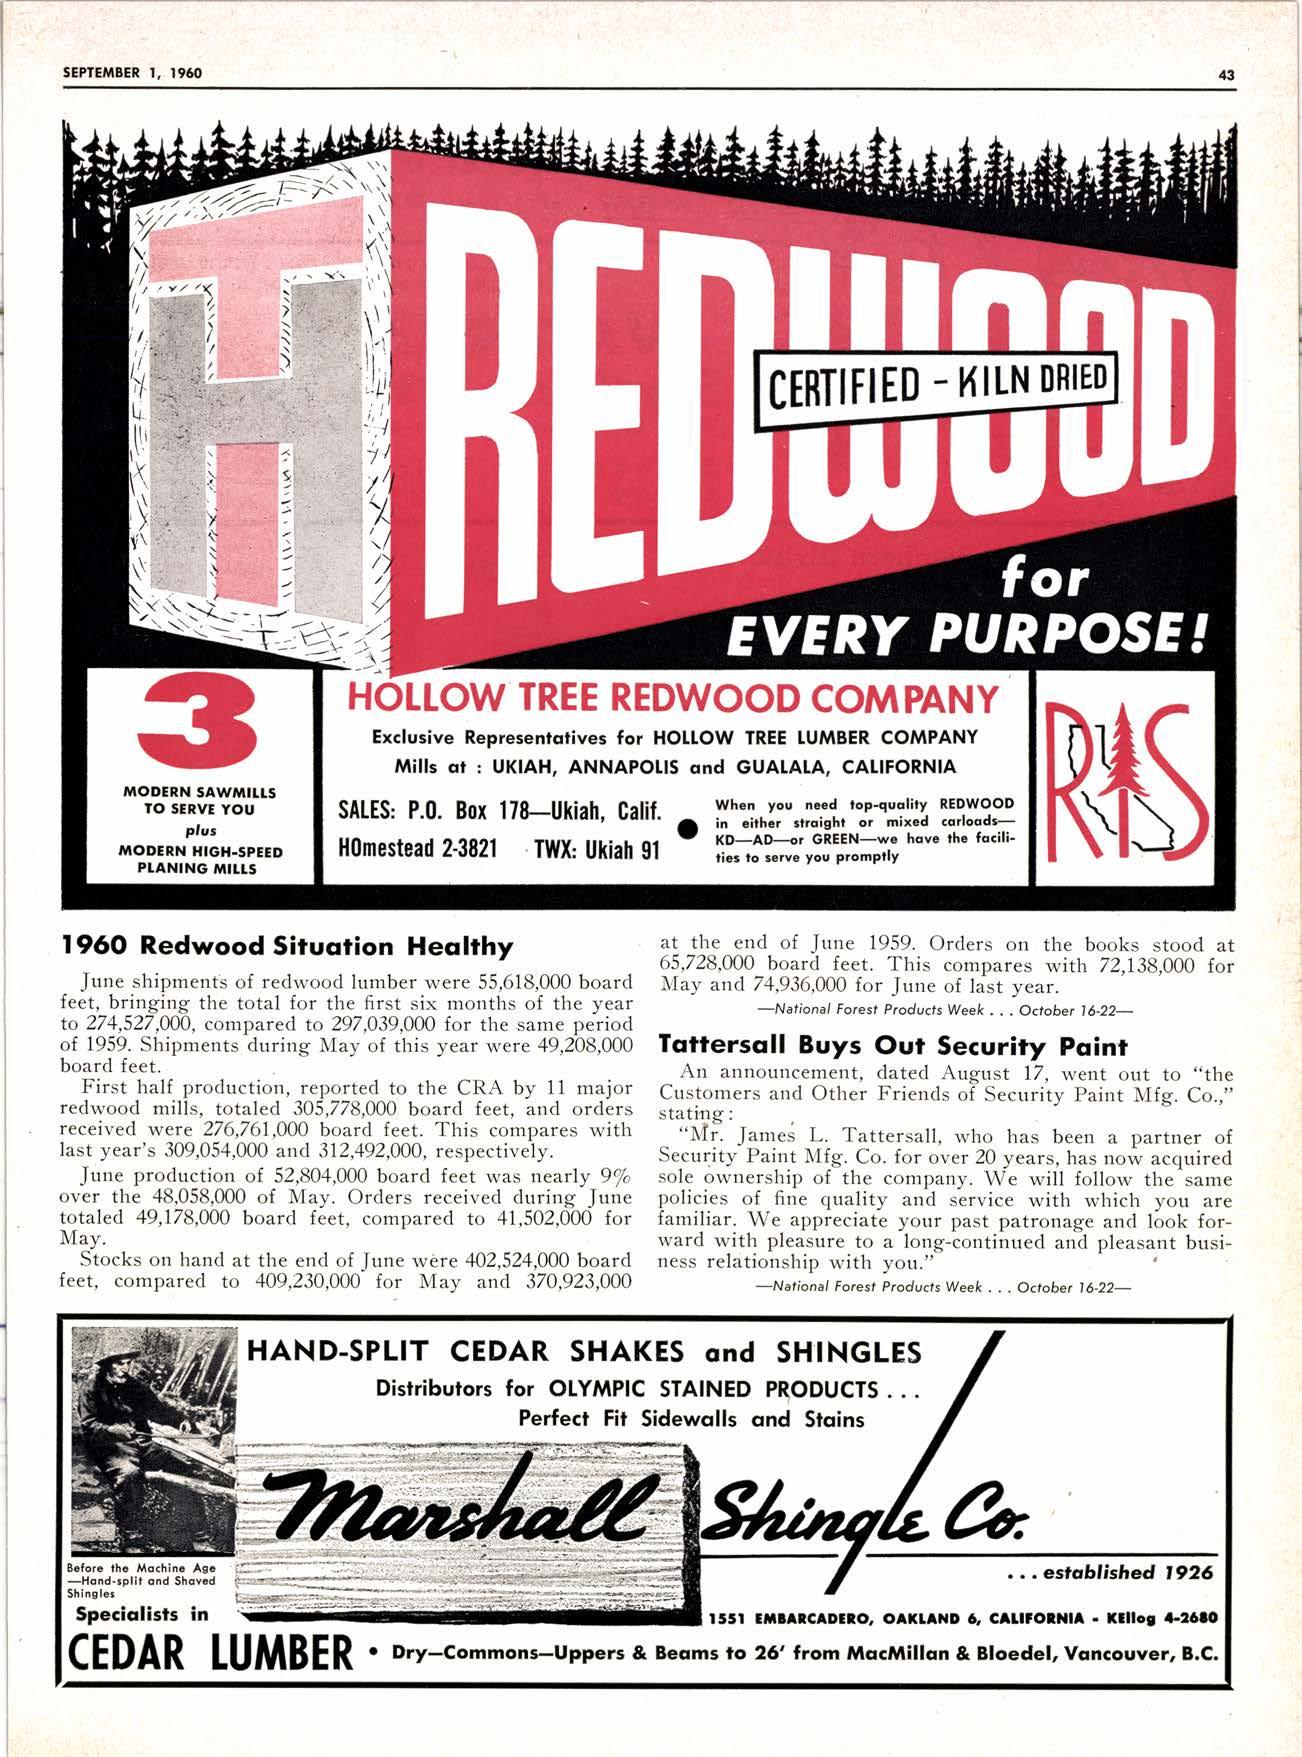 SEPTEMBER 1, 1960
43
HT
REDWOOD
CERTIFIED - KILN DRIED
for
EVERY PURPOSE!
3
MODERN SAWMILLS
TO SERVE YOU
plus
MODERN HIGH-SPEED
PLANING MILLS
HOLLOW TREE REDWOOD COMPANY
Exclusive Representatives for HOLLOW TREE LUMBER COMPANY
Mills at : UKIAH, ANNAPOLIS and GUALALA, CALIFORNIA
SALES: P.O. Box 178—Ukiah, Calif.
HOmestead 2-3821 TWX: Ukiah 91
●
When you need top-quality REDWOOD
in either straight or mixed carloads—
KD—AD—or GREEN—we have the facili-
ties to serve you promptly
RIS
1960 Redwood Situation Healthy
June shipments of redwood lumber were 55,618,000 board
feet, bringing the total for the first six months of the year
to 274,527,000, compared to 297,039,000 for the same period
of 1959. Shipments during May of this year were 49,208,000
board feet.
First half production, reported to the CRA by 11 major
redwood mills, totaled 305,778,000 board feet, and orders
received were 276,761,000 board feet. This compares with
last year's 309,054,000 and 312,492,000, respectively.
June production of 52,804,000 board feet was nearly 9%
over the 48,058,000 of May. Orders received during June
totaled 49,178,000 board feet, compared to 41,502,000 for
May.
Stocks on hand at the end of June were 402,524,000 board
feet, compared to 409,230,000 for May and 370,923,000
at the end of June 1959. Orders on the books stood at
65,728,000 board feet. This compares with 72,138,000 for
May and 74,936,000 for June of last year.
—National Forest Products Week . . . October 16-22—
Tattersall Buys Out Security Paint
An announcement, dated August 17, went out to "the
Customers and Other Friends of Security Paint Mfg. Co.,"
stating :
"Mr. James L. Tattersall, who has been a partner of
Security Paint Mfg. Co. for over 20 years, has now acquired
sole ownership of the company. We will follow the same
policies of fine quality and service with which you are
familiar. We appreciate your past patronage and look for-
ward with pleasure to a long-continued and pleasant busi-
ness relationship with you."
—National Forest Products Week . . . October 16-22—
HAND-SPLIT CEDAR SHAKES and SHINGLES
Distributors for OLYMPIC STAINED PRODUCTS . . .
Perfect Fit Sidewalls and Stains
Marshall Shingle Co.
. . . established 1926
Before the Machine Age
—Hand-split and Shaved
Shingles
1551 EMBARCADERO, OAKLAND 6, CALIFORNIA - KEllog 4-2680
Specialists in
CEDAR LUMBER • Dry—Commons—Uppers & Beams to 26' from MacMillan & Bloedel, Vancouver, B.C.